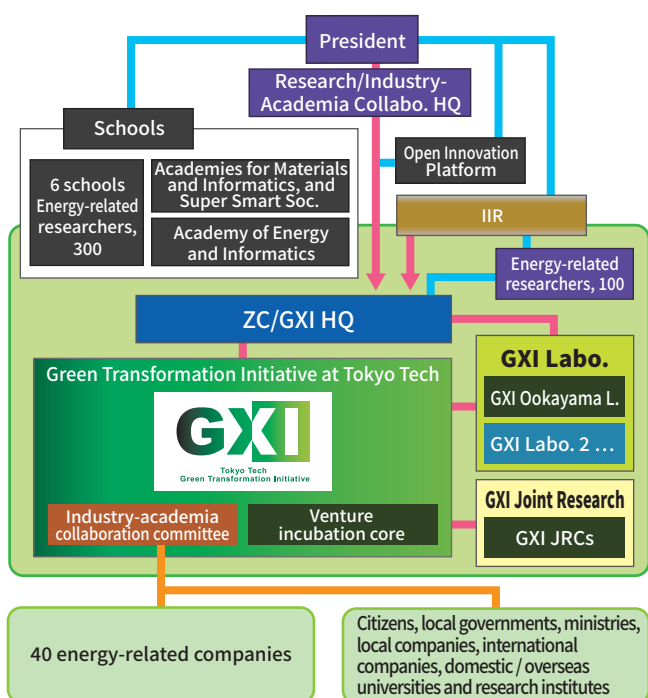 President
Research/Industry-
Academia Collabo. HQ
Schools
6 schools
Energy-related
researchers,
300
Academies for Materials
and Informatics, and
Super Smart Soc.
Academy of Energy
and Informatics
Open Innovation
Platform
IIR
Energy-related
researchers, 100
ZC/GXI HQ
Green Transformation Initiative at Tokyo Tech
GXI
Tokyo Tech
Green Transformation Initiative
Industry-academia
collaboration committee
Venture
incubation core
GXI Labo.
GXI Ookayama L.
GXI Labo. 2 ...
GXI Joint Research
GXI JRCs
40 energy-related companies
Citizens, local governments, ministries,
local companies, international
companies, domestic / overseas
universities and research institutes